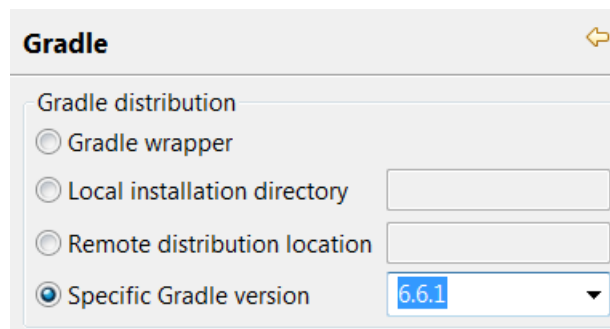 Gradle
Gradle distribution
Gradle wrapper
Local installation directory
Remote distribution location
Specific Gradle version 6.6.1